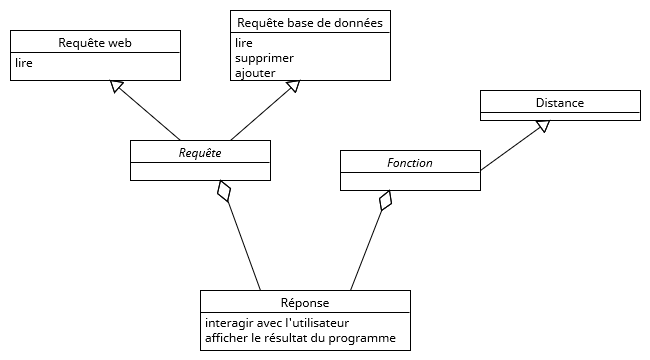 Requête base de données
lire
supprimer
ajouter
Requête web
lire
Distance
Requête
Fonction
Réponse
interagir avec l'utilisateur
afficher le résultat du programme